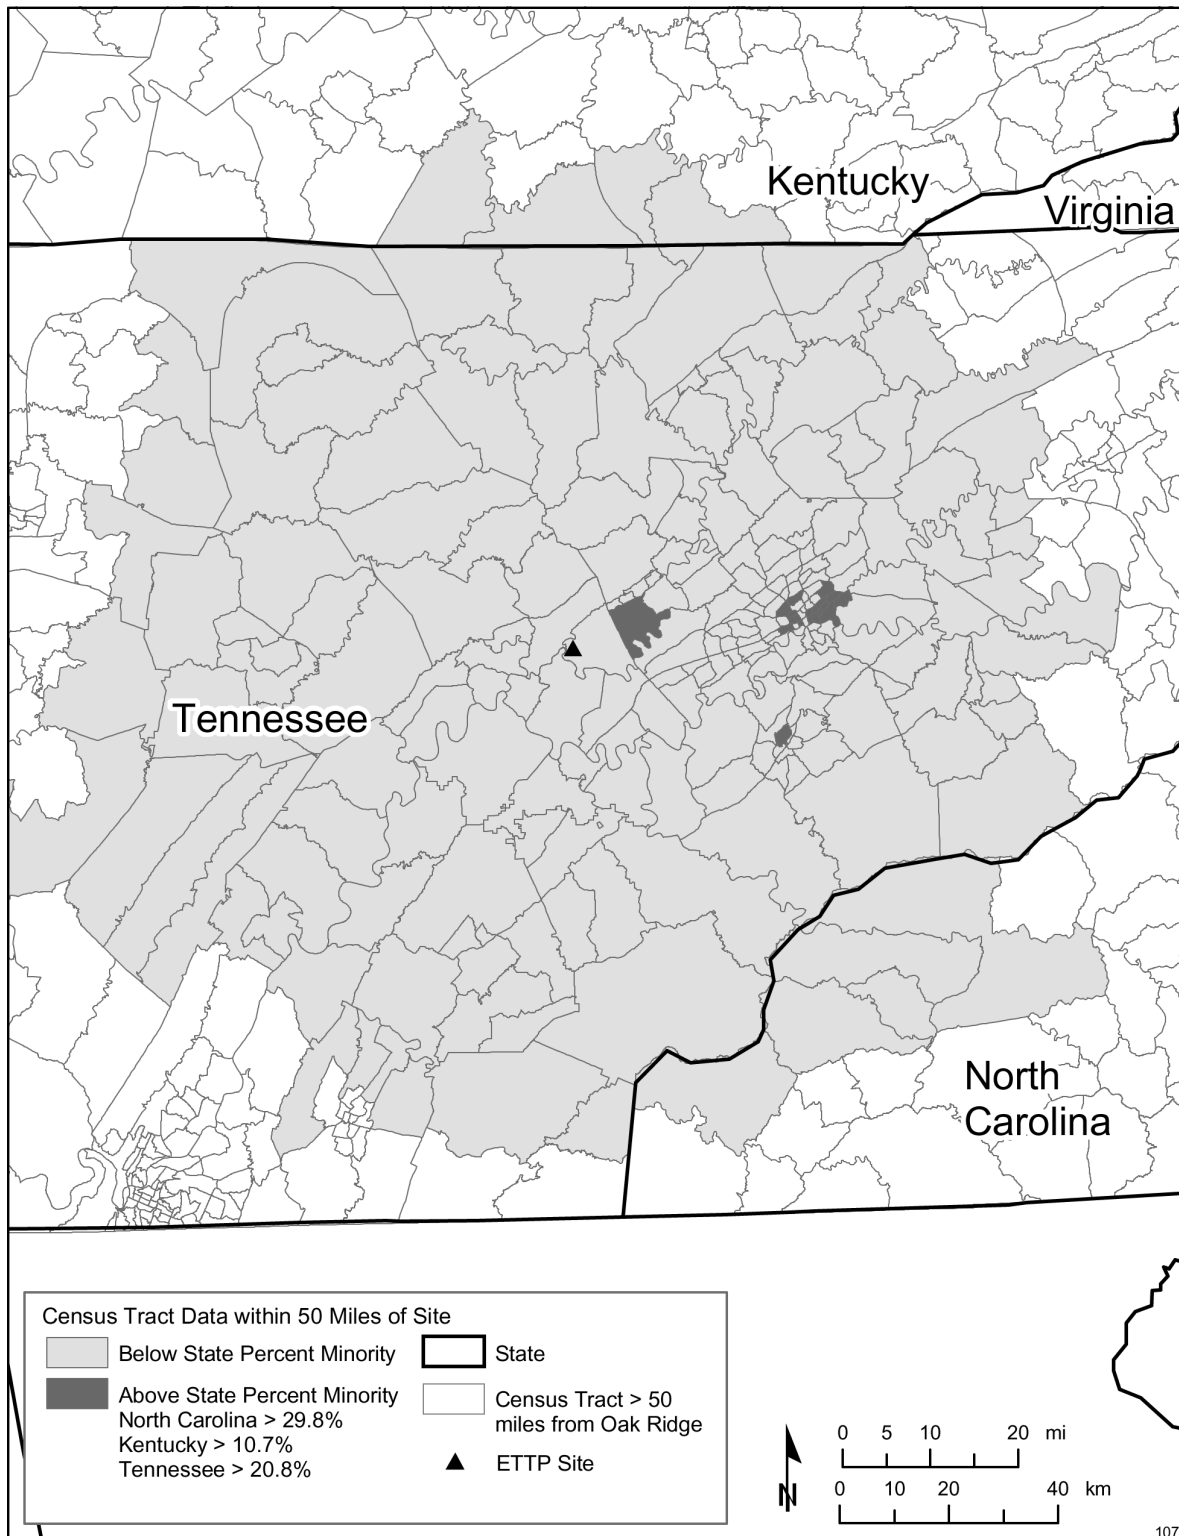 Kentucky
Virginia
Tennessee
North
Carolina
Census Tract Data within 50 Miles of Site
Below State Percent Minority
State
Above State Percent Minority
North Carolina > 29.8%
Kentucky > 10.7%
Tennessee > 20.8%
Census Tract > 50
miles from Oak Ridge
ETTP Site
N
0 5 10 20 mi
0 10 20 40 km
107